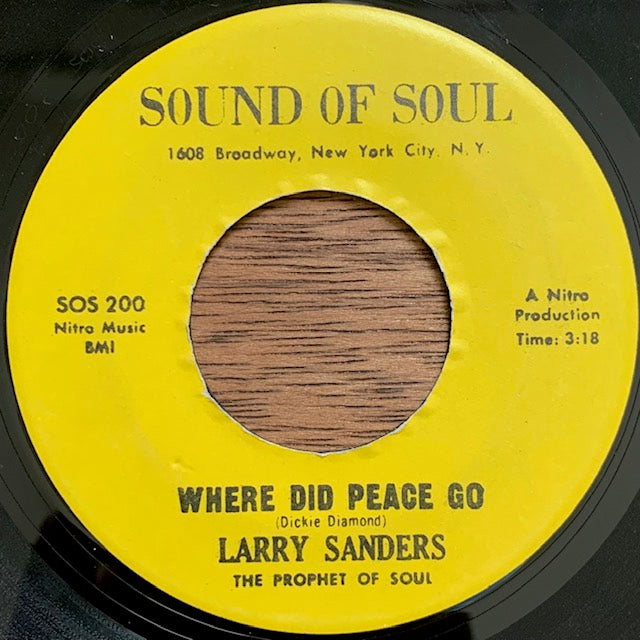 SOUND OF SOUL
1608 Broadway, New York City. N. Y.
SOS 200
Nitro Music
BMI
A Nitro
Production
Time: 3:18
WHERE DID PEACE GO
(Dickie Diamond)
LARRY SANDERS
THE PROPHET OF SOUL